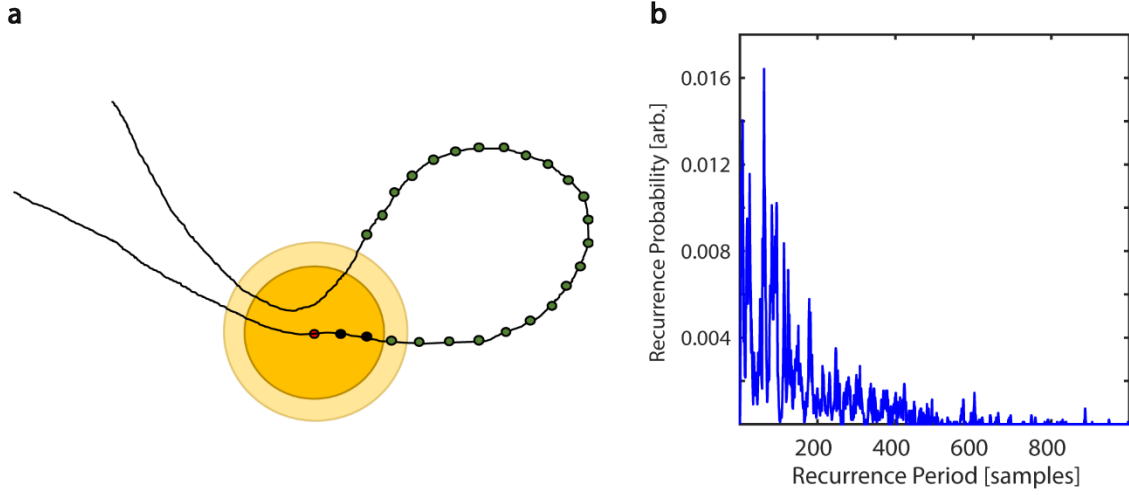 a
b
0.016
0.012
0.008
0.004
Recurrence Probability [arb.]
200 400 600 800
Recurrence Period [samples]